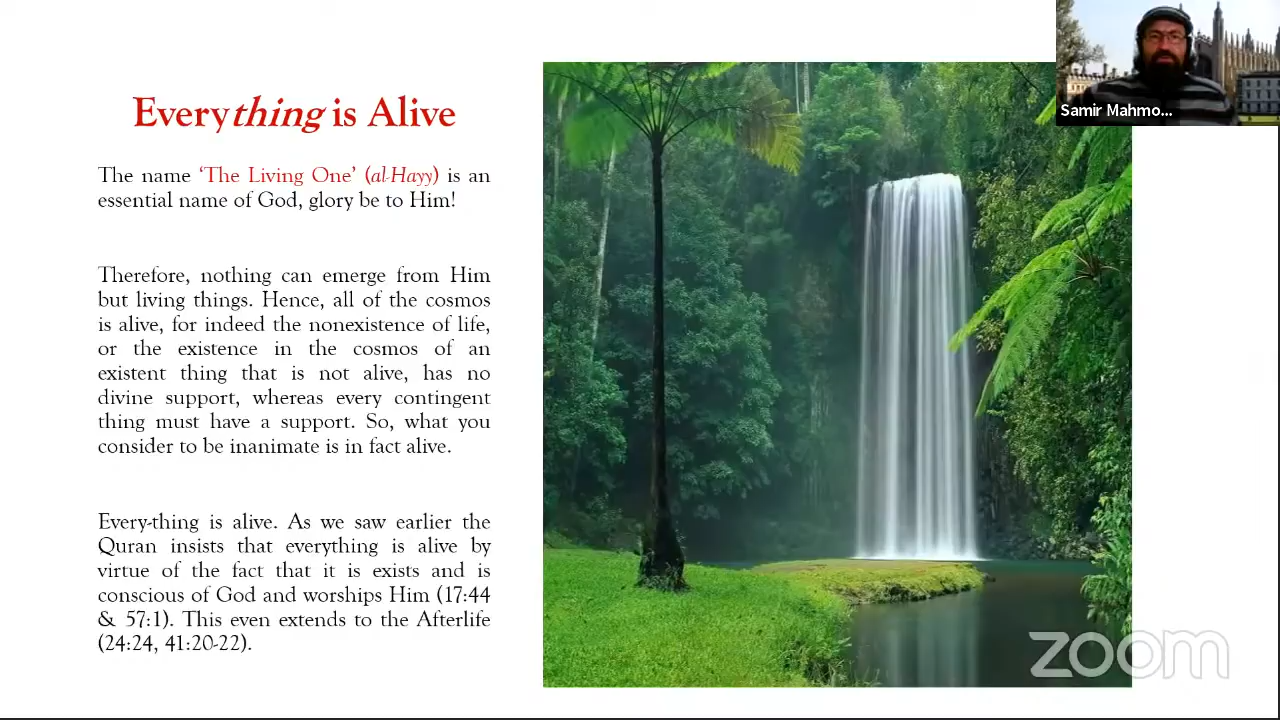 Everything is Alive
The name ‘The Living One’ (al-Hayy) is an
essential name of God, glory be to Him!
Therefore, nothing can emerge from Him
but living things. Hence, all of the cosmos
is alive, for indeed the nonexistence of life,
or the existence in the cosmos of an
existent thing that is not alive, has no
divine support, whereas every contingent
thing must have a support. So, what you
consider to be inanimate is in fact alive.
Every-thing is alive. As we saw earlier the
Quran insists that everything is alive by
virtue of the fact that it is exists and is
conscious of God and worships Him (17:44
& 57:1). This even extends to the Afterlife
(24:24, 41:20-22).
Samir Mahmo...
zoom